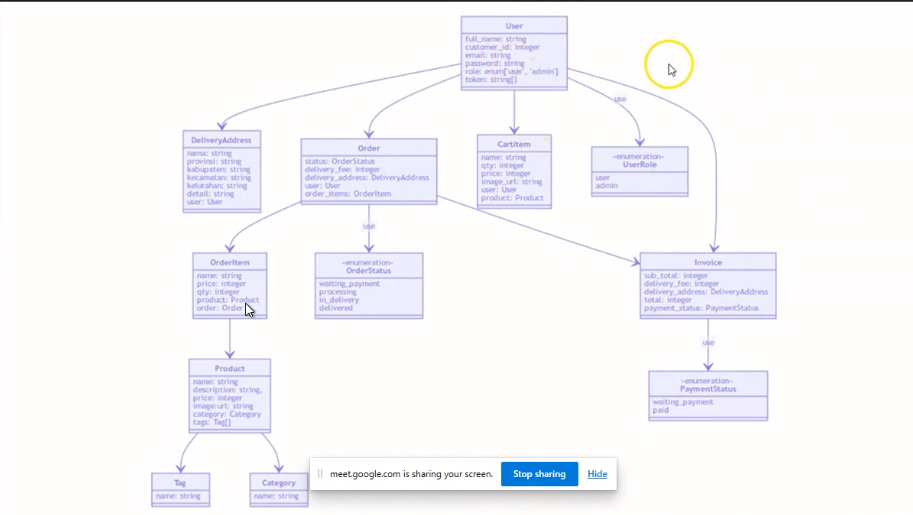 User
full_name: string
customer_id: integer
email: string
password: string
role: enum['user', 'admin']
token: string[]
use
DeliveryAddress
nama: string
provinsi: string
kabupaten: string
kecamatan: string
kelurahan: string
detail: string
user: User
Order
status: OrderStatus
delivery_fee: integer
delivery_address: DeliveryAddress
user: User
order_items: OrderItem
CartItem
name: string
qty: integer
price: integer
image_url: string
user: User
product: Product
~enumeration~
UserRole
user
admin
use
OrderItem
name: string
price: integer
qty: integer
product: Product
order: Order
~enumeration~
OrderStatus
waiting_payment
processing
in_delivery
delivered
Invoice
sub_total: integer
delivery_fee: integer
delivery_address: DeliveryAddress
total: integer
payment_status: PaymentStatus
use
Product
name: string
description: string,
price: integer
image:url: string
category: Category
tags: Tag[]
~enumeration~
PaymentStatus
waiting_payment
paid
Tag
name: string
Category
name: string
meet.google.com is sharing your screen.
Stop sharing
Hide